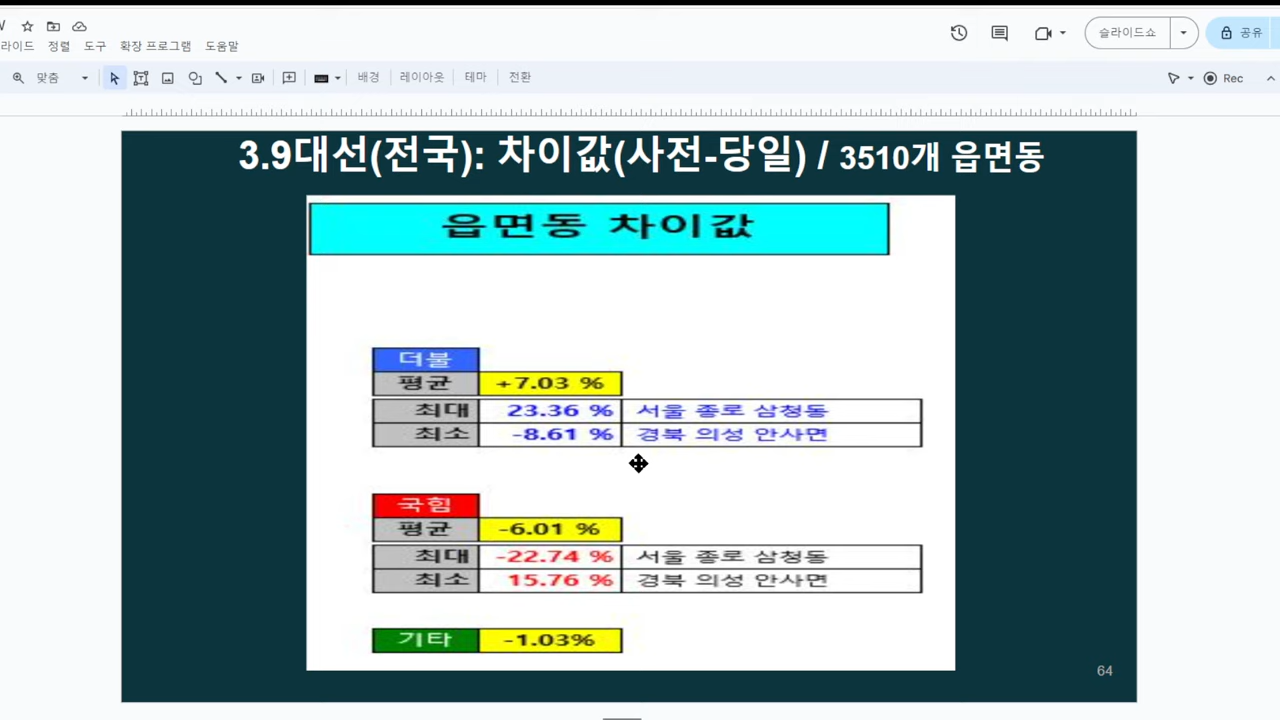 라이드 정렬 도구 확장 프로그램 도움말
슬라이드쇼
공유
맞춤
배경 레이아웃 테마 전환
Rec
3.9대선(전국): 차이값(사전-당일) / 3510개 읍면동
읍면동 차이값
더불
평균 +7.03 %
최대 23.36 % 서울 종로 삼청동
최소 -8.61 % 경북 의성 안사면
국힘
평균 -6.01 %
최대 -22.74 % 서울 종로 삼청동
최소 15.76 % 경북 의성 안사면
기타 -1.03%
64